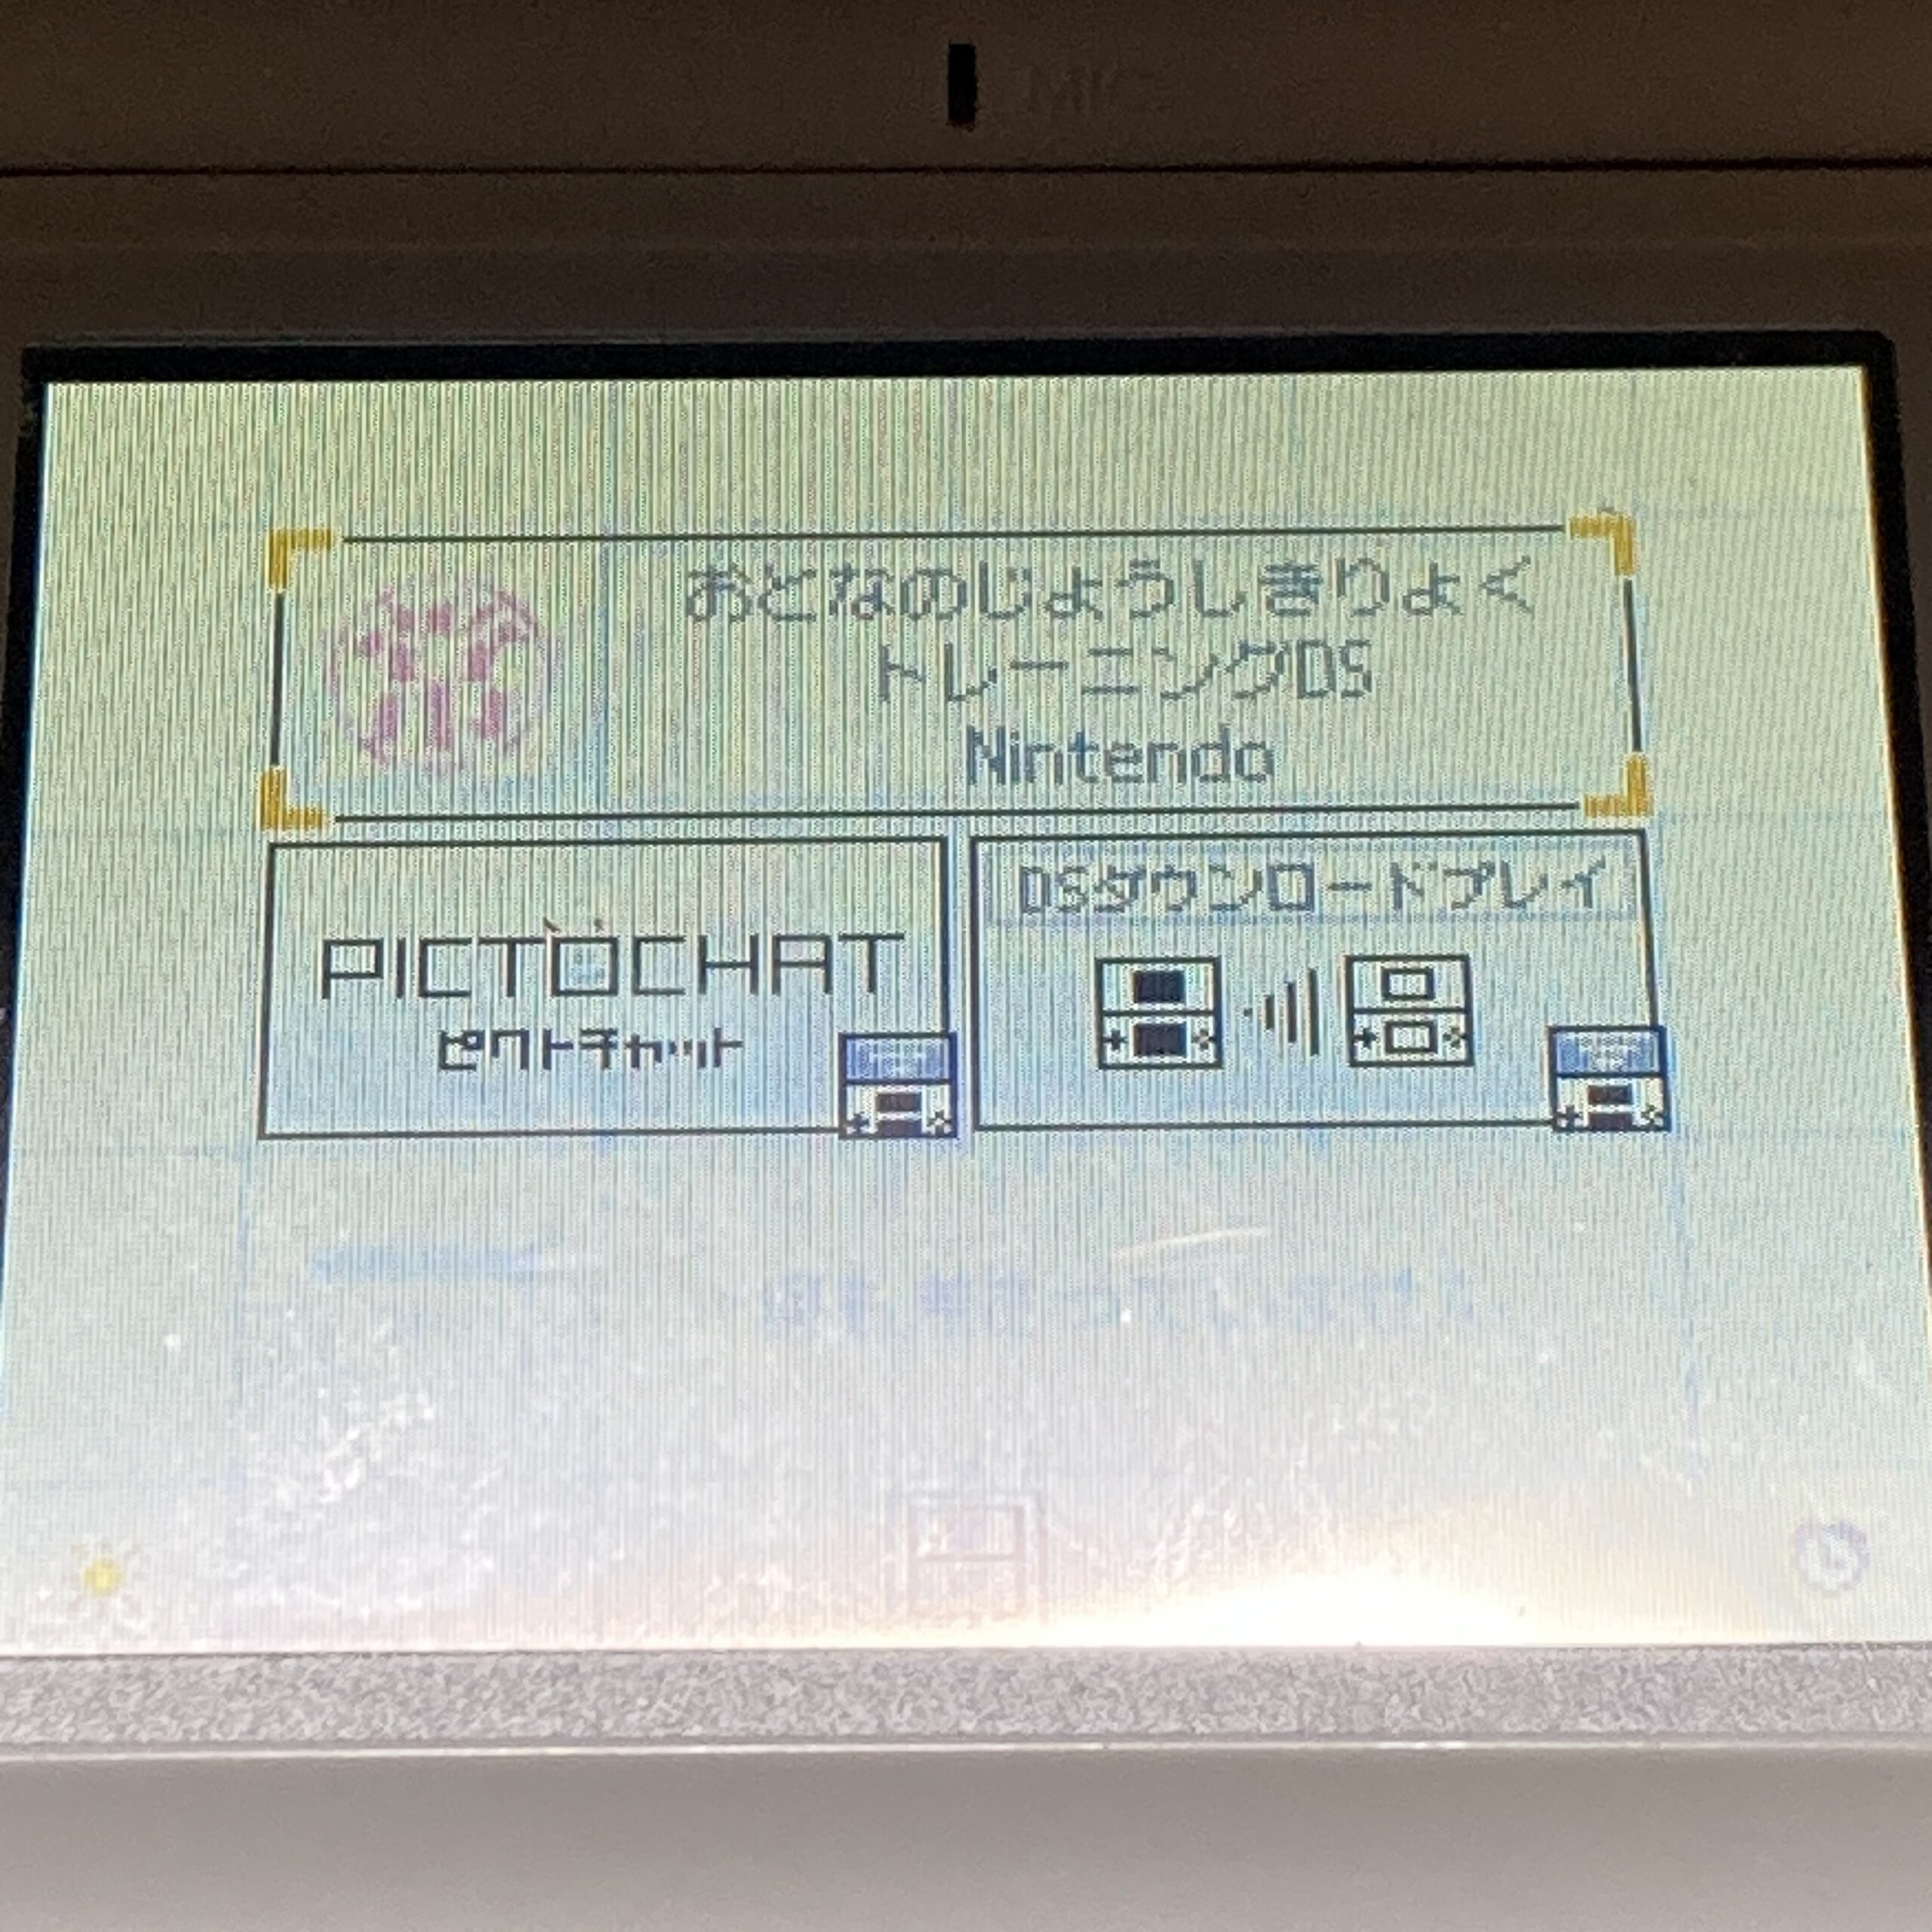 おとなのじょうしきりょく
トレーニングDS
Nintendo
PICTOCHAT
ピクトチャット
DSダウンロードプレイ